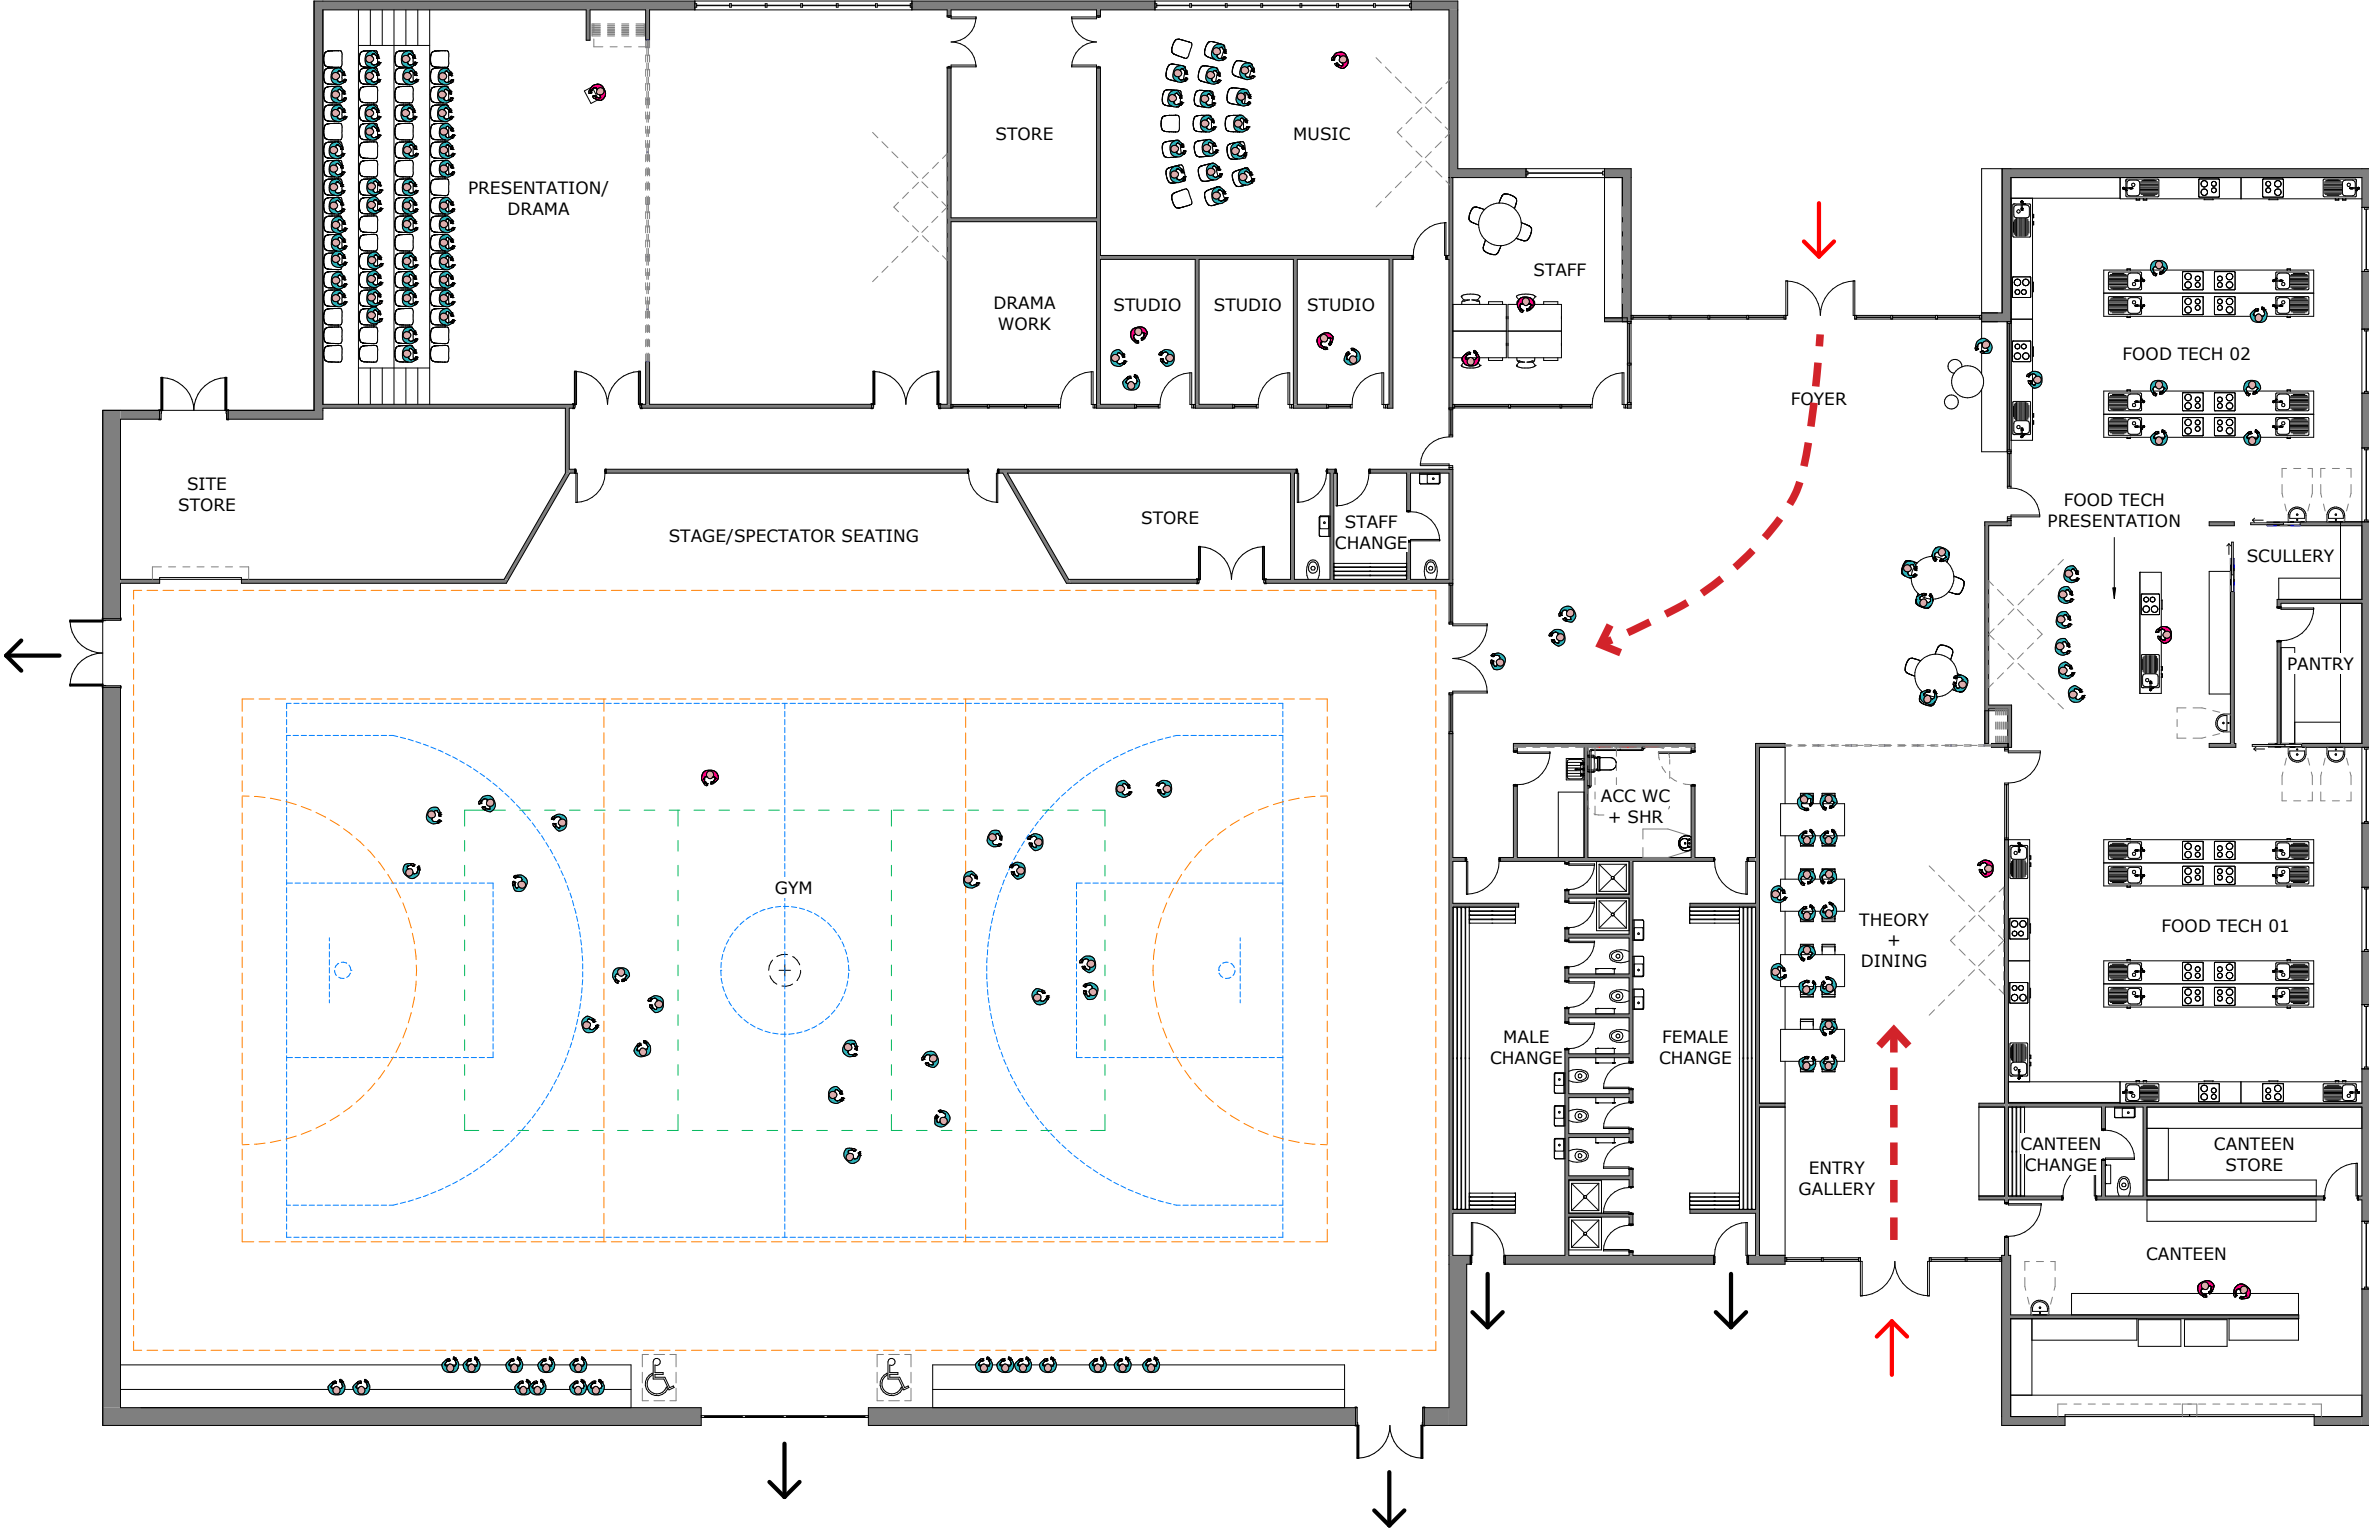 STORE
MUSIC
PRESENTATION/
DRAMA
STAFF
DRAMA
WORK
STUDIO
STUDIO
STUDIO
FOOD TECH 02
FOYER
SITE
STORE
STAGE/SPECTATOR SEATING
STORE
STAFF
CHANGE
FOOD TECH
PRESENTATION
SCULLERY
PANTRY
ACC WC
+ SHR
GYM
THEORY
+
DINING
FOOD TECH 01
MALE
CHANGE
FEMALE
CHANGE
ENTRY
GALLERY
CANTEEN
CHANGE
CANTEEN
STORE
CANTEEN